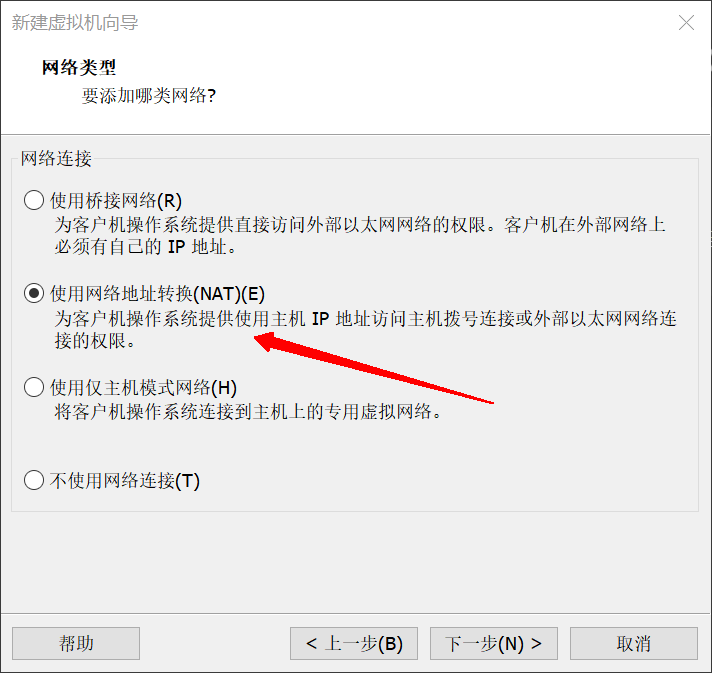 新建虚拟机向导
网络类型
要添加哪类网络?
网络连接
使用桥接网络(R)
为客户机操作系统提供直接访问外部以太网网络的权限。客户机在外部网络上
必须有自己的 IP 地址。
使用网络地址转换(NAT)(E)
为客户机操作系统提供使用主机 IP 地址访问主机拨号连接或外部以太网网络连
接的权限。
使用仅主机模式网络(H)
将客户机操作系统连接到主机上的专用虚拟网络。
不使用网络连接(T)
帮助
< 上一步(B)
下一步(N) >
取消